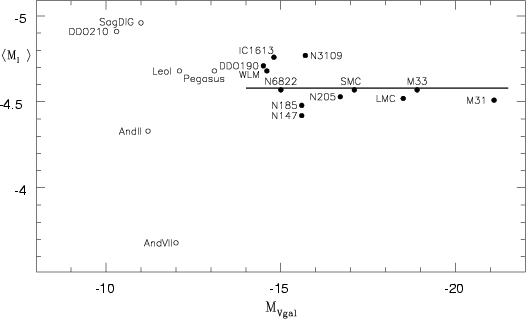 -5
SagDIG
DDO210
⟨M_I⟩
IC1613
N3109
DDO190
LeoI
WLM
Pegasus
N6822
SMC
M33
-4.5
N205
LMC
M31
N185
N147
AndII
-4
AndVII
-10
-15
-20
M_Vgal